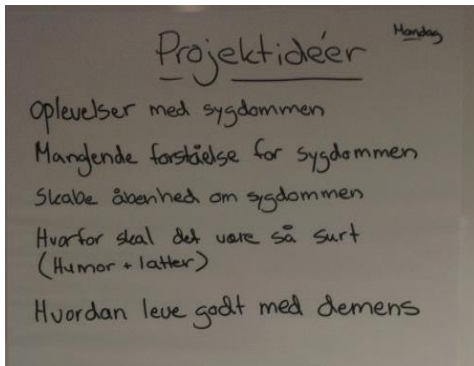 Mandag
Projektidéer
Oplevelser med sygdommen
Manglende forståelse for sygdommen
Skabe åbenhed om sygdommen
Hvorfor skal det være så surt
(Humor + latter)
Hvordan leve godt med demens